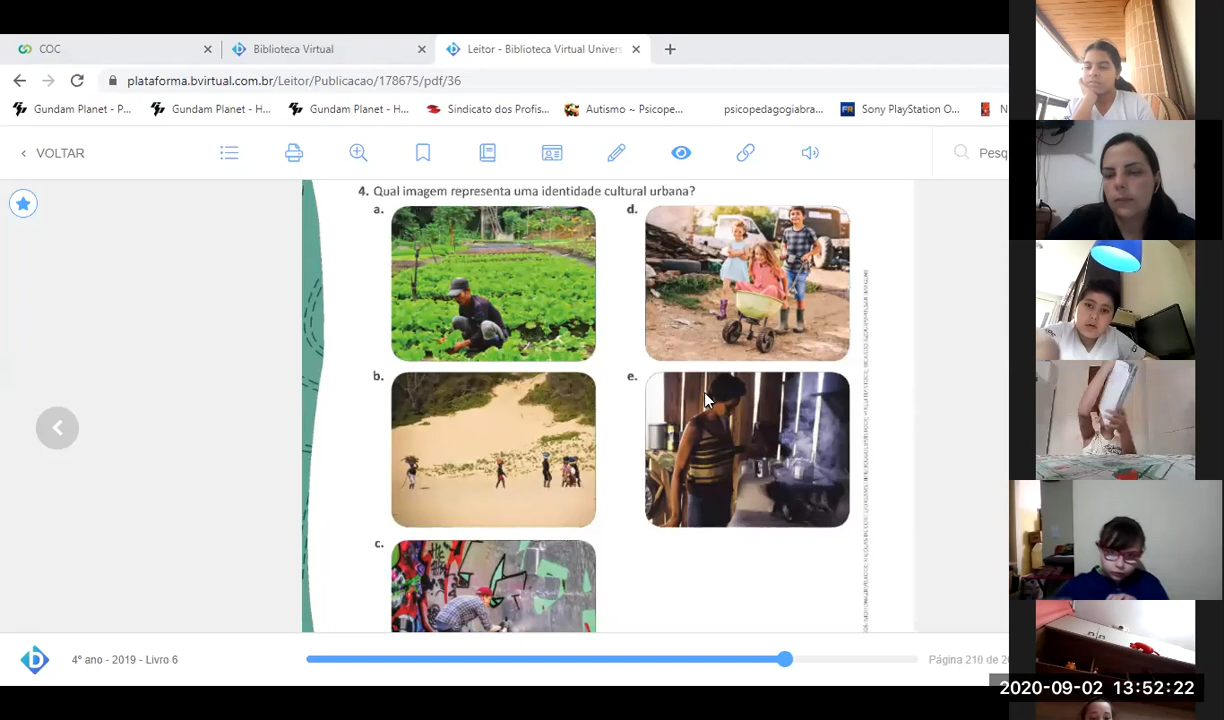 COC
Biblioteca Virtual
Leitor - Biblioteca Virtual Univers
plataforma.bvirtual.com.br/Leitor/Publicacao/178675/pdf/36
Gundam Planet - P...
Gundam Planet - H...
Gundam Planet - H...
Sindicato dos Profis...
Autismo ~ Psicope...
psicopedagogiabra...
Sony PlayStation O...
N
VOLTAR
Pesq
4. Qual imagem representa uma identidade cultural urbana?
a.
d.
b.
e.
c.
4º ano - 2019 - Livro 6
Página 210 de 2
2020-09-02 13:52:22